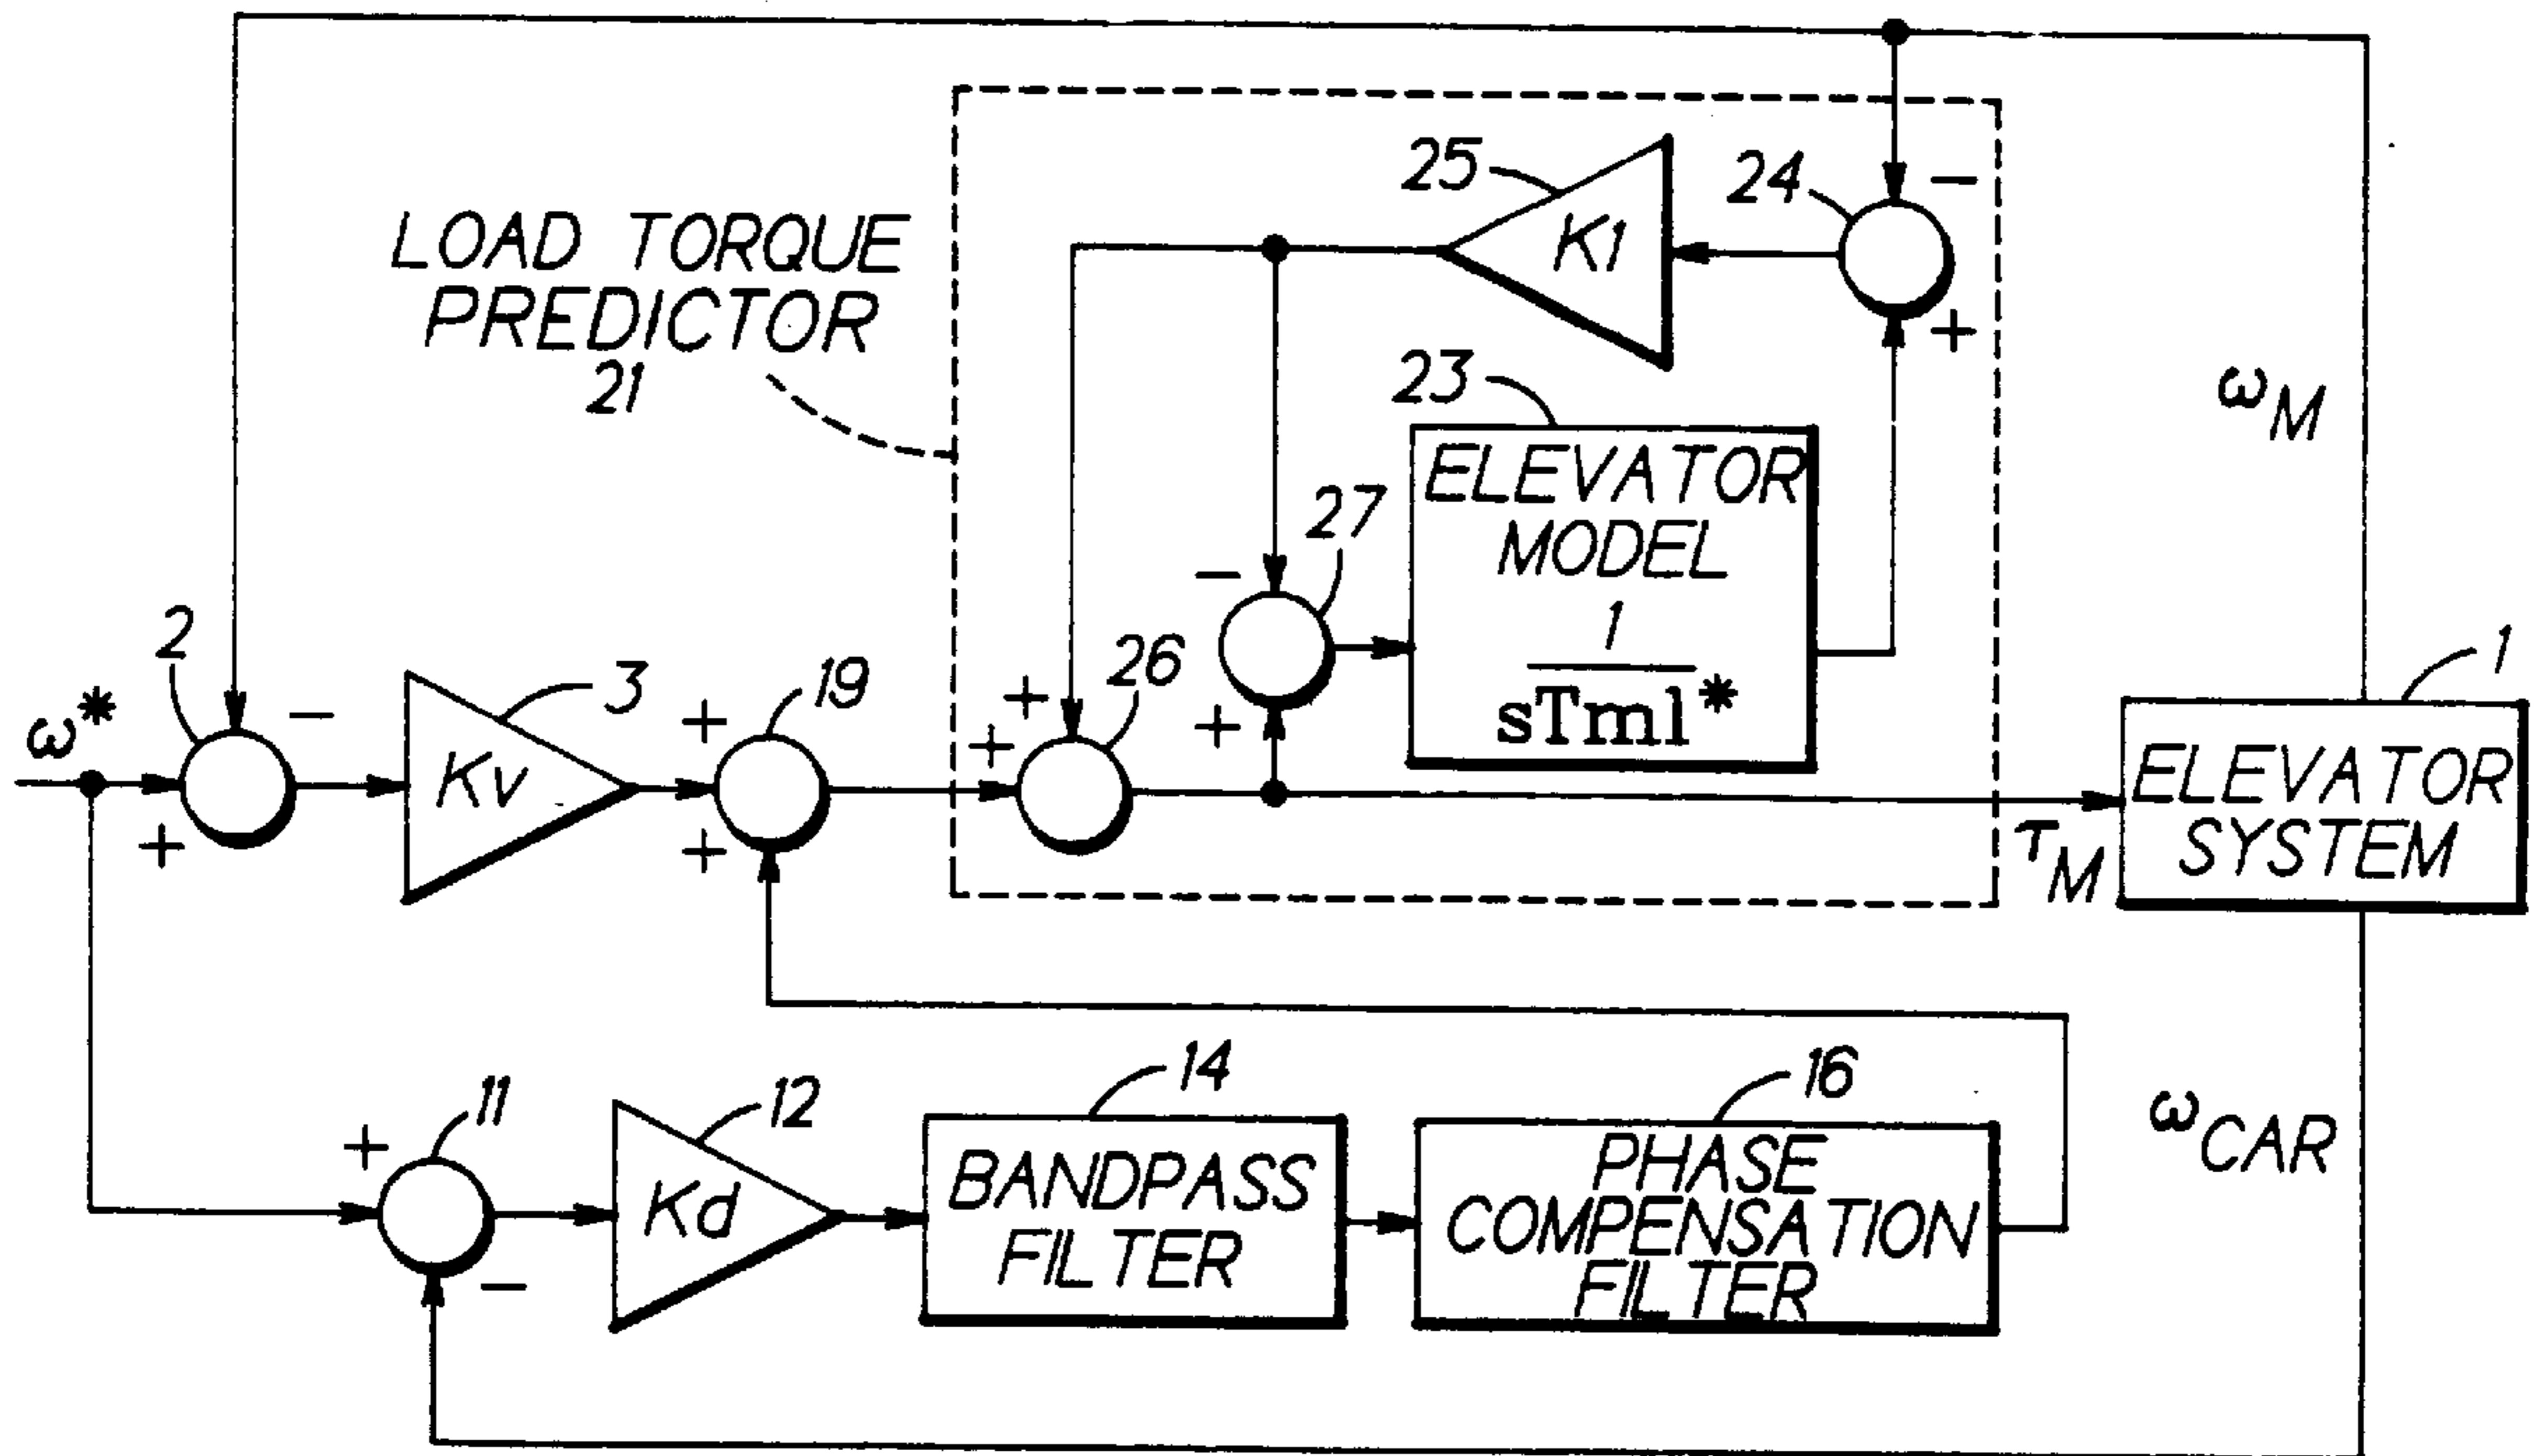 LOAD TORQUE
PREDICTOR
21
25
K1
24
−
+
23
ELEVATOR
MODEL
1
sTml*
27
−
+
ωM
ω*
2
−
+
3
Kv
19
+
+
26
+
+
τM
1
ELEVATOR
SYSTEM
11
+
−
12
Kd
14
BANDPASS
FILTER
16
PHASE
COMPENSATION
FILTER
ωCAR